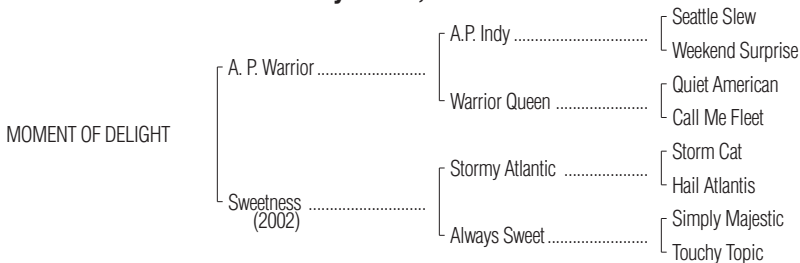 Seattle Slew
A.P. Indy
Weekend Surprise
A. P. Warrior
Quiet American
Warrior Queen
Call Me Fleet
MOMENT OF DELIGHT
Storm Cat
Stormy Atlantic
Hail Atlantis
Sweetness
(2002)
Simply Majestic
Always Sweet
Touchy Topic